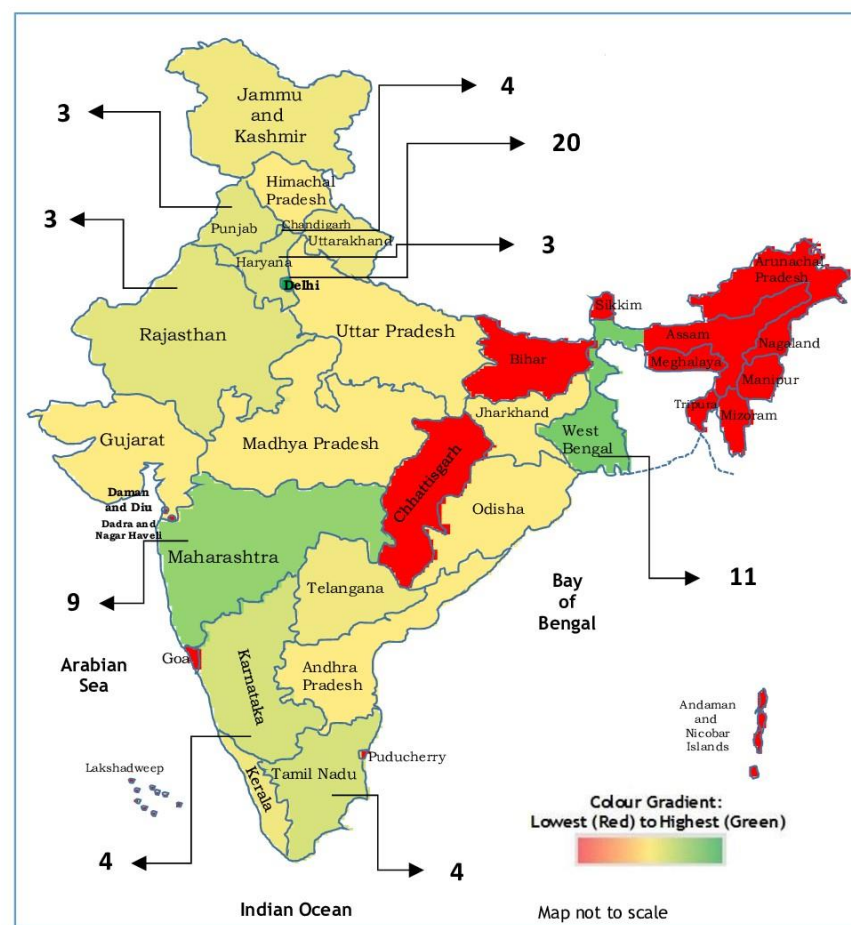 4
3
Jammu
and
Kashmir
20
Himachal
Pradesh
3
Punjab
Chandigarh
Uttarakhand
3
Haryana
Delhi
Arunachal
Pradesh
Sikkim
Rajasthan
Uttar Pradesh
Assam
Nagaland
Bihar
Meghalaya
Manipur
Tripura
Mizoram
Jharkhand
West
Bengal
Gujarat
Madhya Pradesh
Chhattisgarh
Odisha
Daman
and Diu
Dadra and
Nagar Haveli
Maharashtra
Telangana
11
9
Bay
of
Bengal
Goa
Arabian
Sea
Karnataka
Andhra
Pradesh
Andaman
and
Nicobar
Islands
Puducherry
Lakshadweep
Kerala
Tamil Nadu
Colour Gradient:
Lowest (Red) to Highest (Green)
4
4
Indian Ocean
Map not to scale